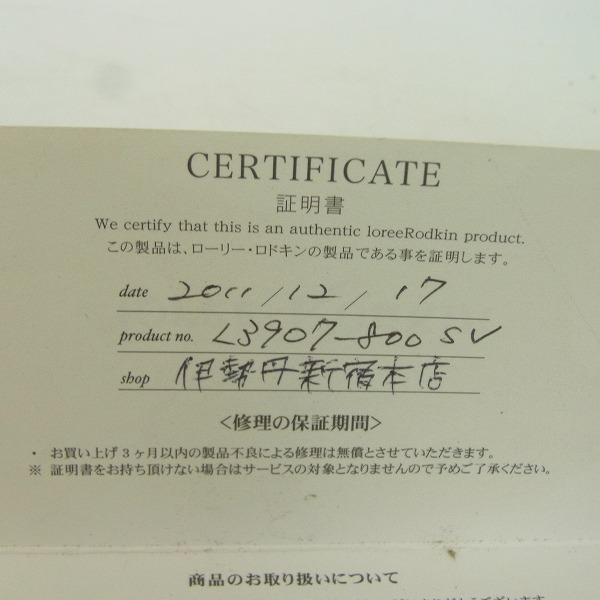 CERTIFICATE
証明書
We certify that this is an authentic loreeRodkin product.
この製品は、ローリー・ロドキンの製品である事を証明します。
date 2011/12/17
product no. L3907-800 SV
shop 伊勢丹新宿本店
<修理の保証期間>
・ お買い上げ3ヶ月以内の製品不良による修理は無償とさせていただきます。
※ 証明書をお持ち頂けない場合はサービスの対象となりませんので予めご了承ください。
商品のお取り扱いについて